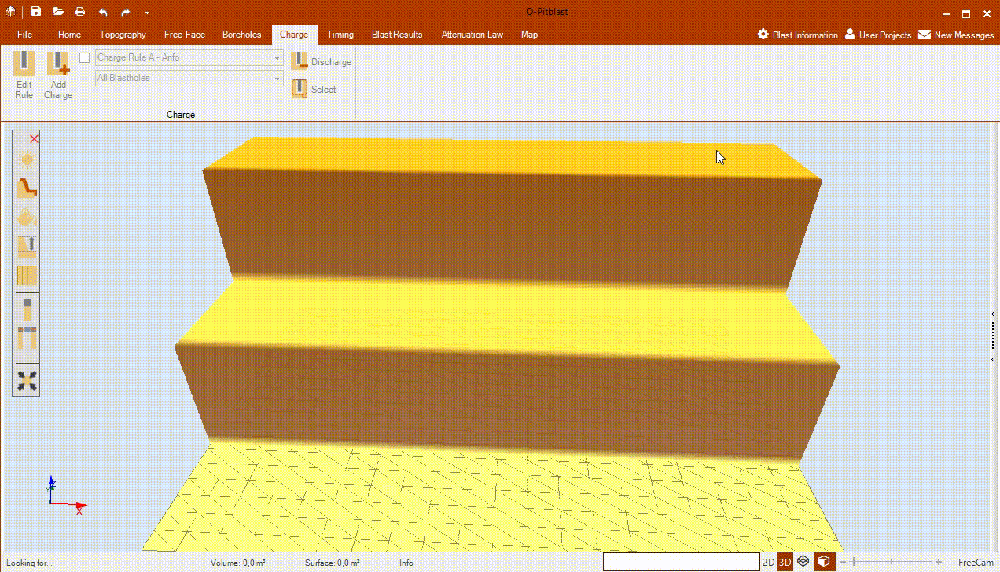 O-Pitblast
File Home Topography Free-Face Boreholes Charge Timing Blast Results Attenuation Law Map Blast Information User Projects New Messages
Edit Rule
Add Charge
Charge Rule A - Anfo
All Blastholes
Discharge
Select
Charge
Z
Y
X
Looking for... Volume: 0,0 m³ Surface: 0,0 m² Info: 2D 3D FreeCam